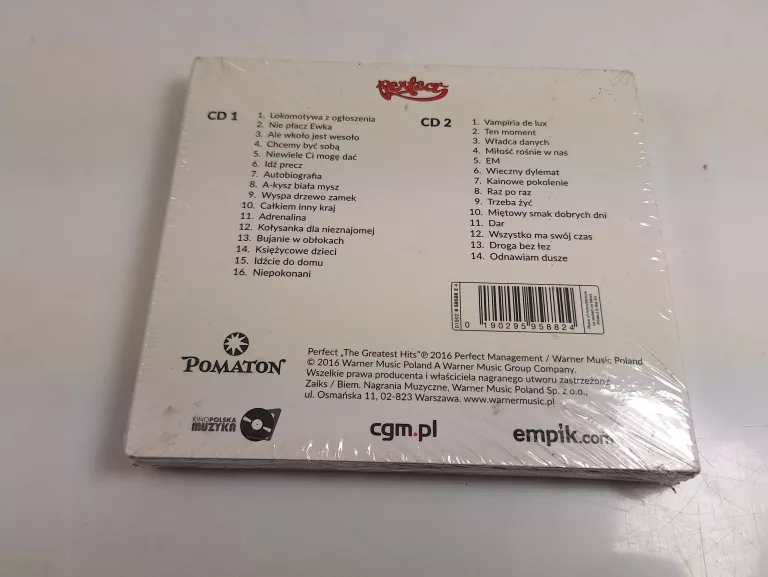 Perfect
CD 1
1. Lokomotywa z ogłoszenia
2. Nie płacz Ewka
3. Ale wkoło jest wesoło
4. Chcemy być sobą
5. Niewiele Ci mogę dać
6. Idź precz
7. Autobiografia
8. A-kysz biała mysz
9. Wyspa drzewo zamek
10. Całkiem inny kraj
11. Adrenalina
12. Kołysanka dla nieznajomej
13. Bujanie w obłokach
14. Księżycowe dzieci
15. Idźcie do domu
16. Niepokonani
CD 2
1. Vampiria de lux
2. Ten moment
3. Władca danych
4. Miłość rośnie w nas
5. EM
6. Wieczny dylemat
7. Kainowe pokolenie
8. Raz po raz
9. Trzeba żyć
10. Miętowy smak dobrych dni
11. Dar
12. Wszystko ma swój czas
13. Droga bez łez
14. Odnawiam dusze
0 190295 958824
POMATON
Perfect „The Greatest Hits" ℗ 2016 Perfect Management / Warner Music Poland
© 2016 Warner Music Poland A Warner Music Group Company.
Wszelkie prawa producenta i właściciela nagranego utworu zastrzeżone.
Zaiks / Biem. Nagrania Muzyczne, Warner Music Poland Sp. z o.o.,
ul. Osmańska 11, 02-823 Warszawa. www.warnermusic.pl
KINO POLSKA
MUZYKA
cgm.pl
empik.com